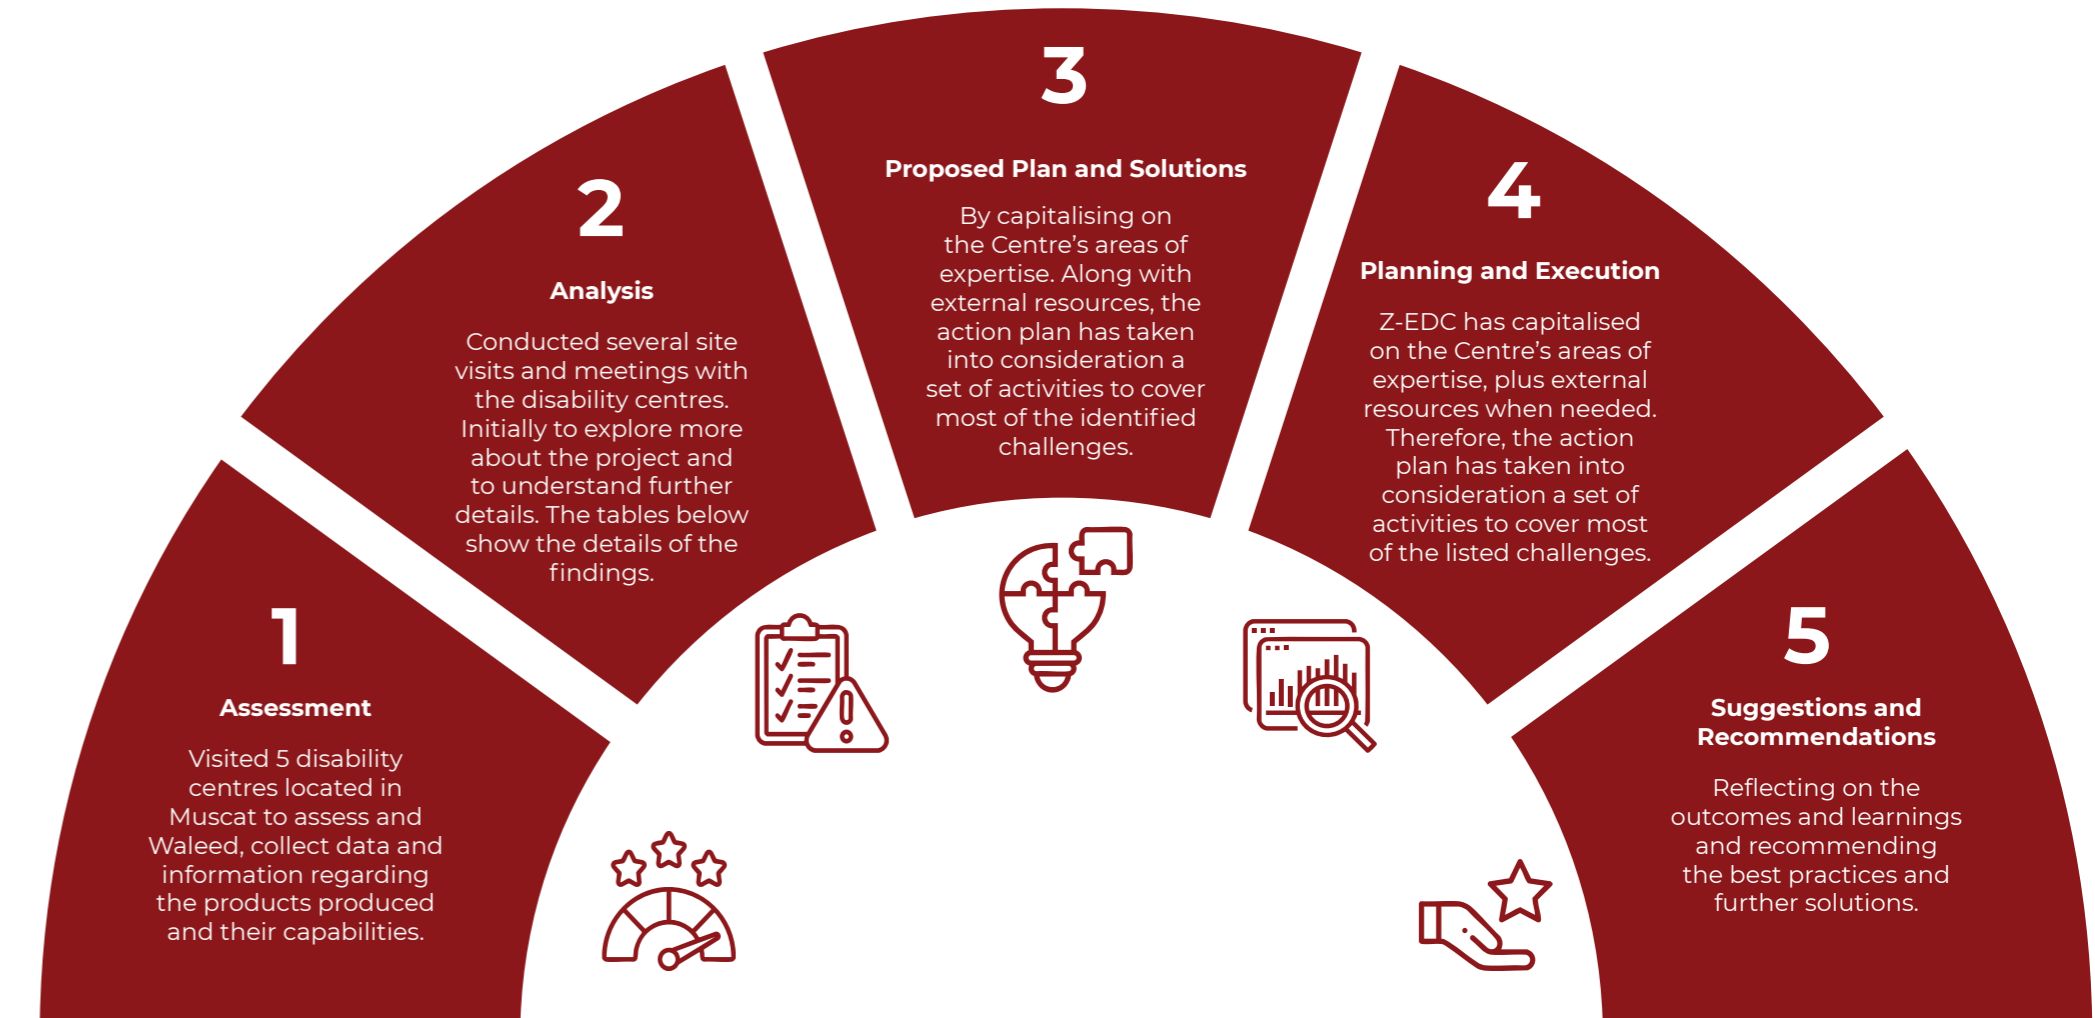 1
Assessment
Visited 5 disability
centres located in
Muscat to assess and
Waleed, collect data and
information regarding
the products produced
and their capabilities.
2
Analysis
Conducted several site
visits and meetings with
the disability centres.
Initially to explore more
about the project and
to understand further
details. The tables below
show the details of the
findings.
3
Proposed Plan and Solutions
By capitalising on
the Centre’s areas of
expertise. Along with
external resources, the
action plan has taken
into consideration a
set of activities to cover
most of the identified
challenges.
4
Planning and Execution
Z-EDC has capitalised
on the Centre’s areas of
expertise, plus external
resources when needed.
Therefore, the action
plan has taken into
consideration a set of
activities to cover most
of the listed challenges.
5
Suggestions and
Recommendations
Reflecting on the
outcomes and learnings
and recommending
the best practices and
further solutions.